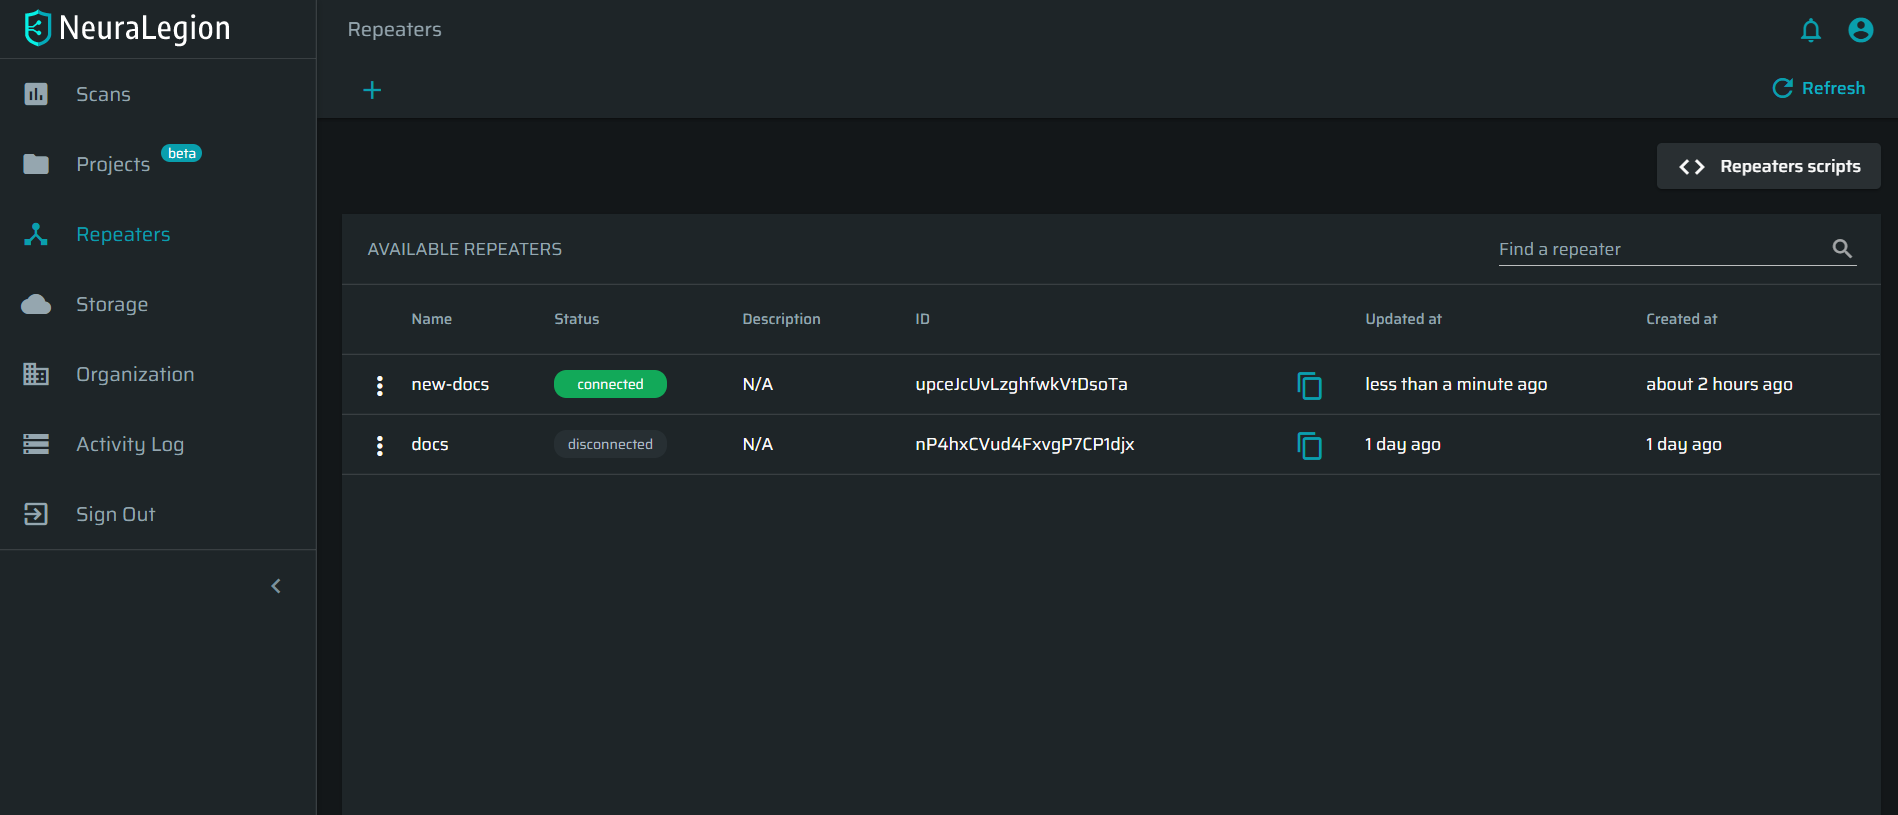 NeuraLegion
Repeaters
Refresh
Scans
Projects beta
Repeaters
Storage
Organization
Activity Log
Sign Out
Repeaters scripts
AVAILABLE REPEATERS
Find a repeater
Name Status Description ID Updated at Created at
new-docs connected N/A upceJcUvLzghfwkVtDsoTa less than a minute ago about 2 hours ago
docs disconnected N/A nP4hxCVud4FxvgP7CP1djx 1 day ago 1 day ago